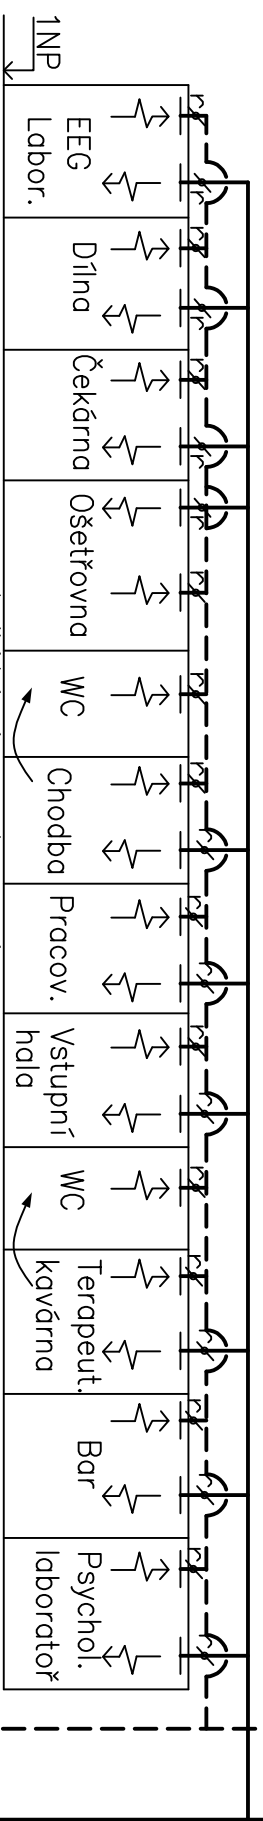 1NP
EEG
Labor.
Dílna
Čekárna
Ošetřovna
WC
Chodba
Pracov.
Vstupní
hala
WC
Terapeut.
kavárna
Bar
Psychol.
laboratoř